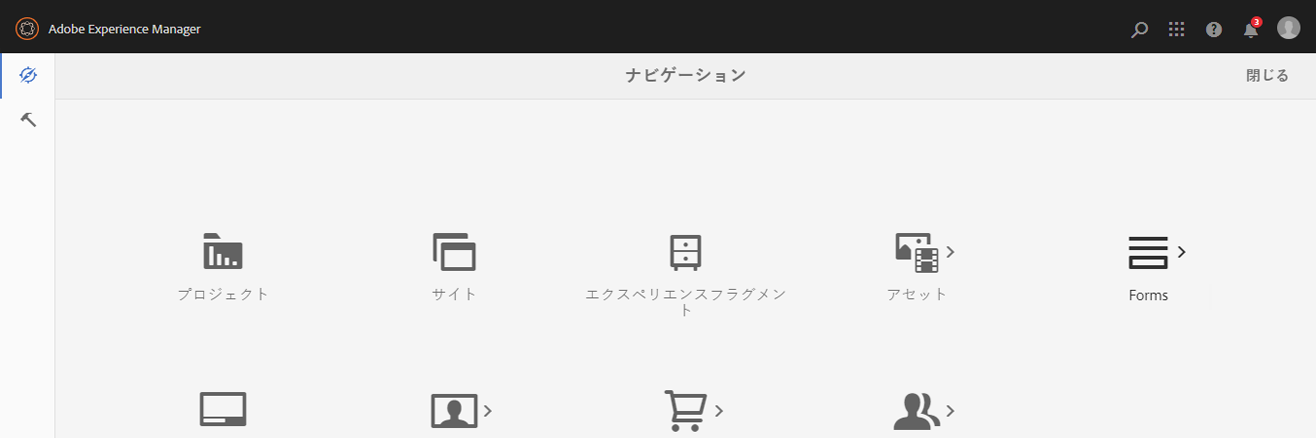 Adobe Experience Manager
3
ナビゲーション
閉じる
プロジェクト
サイト
エクスペリエンスフラグメン
ト
アセット
Forms